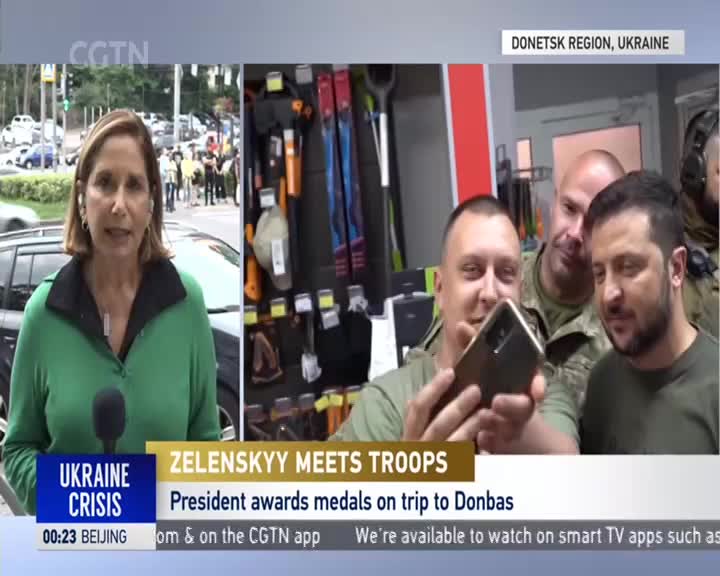 CGTN
DONETSK REGION, UKRAINE
UKRAINE
CRISIS
ZELENSKYY MEETS TROOPS
President awards medals on trip to Donbas
00:23 BEIJING
om & on the CGTN app We're available to watch on smart TV apps such as